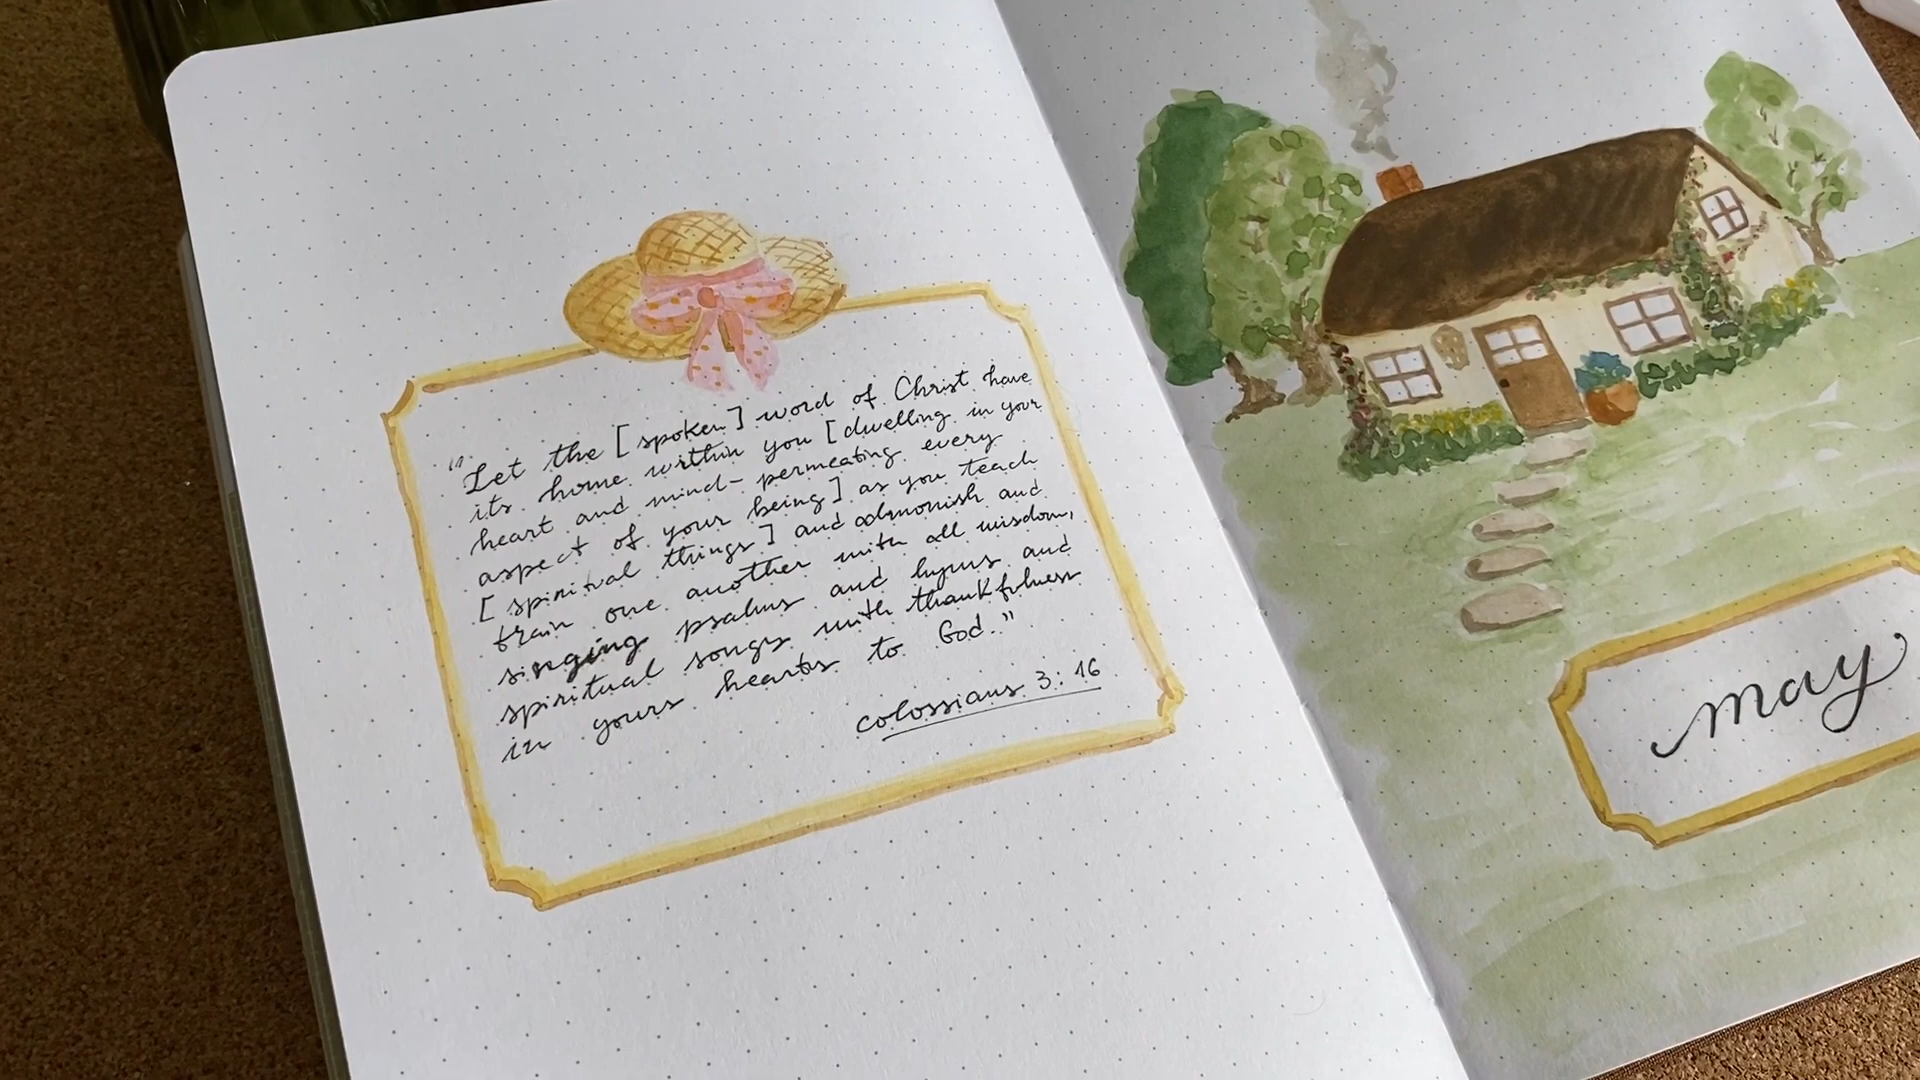 "Let the [spoken] word of Christ have
its home within you [dwelling in your
heart and mind- permeating every
aspect of your being] as you teach
[spiritual things] and admonish and
train one another with all wisdom,
singing psalms and hymns and
spiritual songs with thankfulness
in yours hearts to God."
colossians 3:16
may